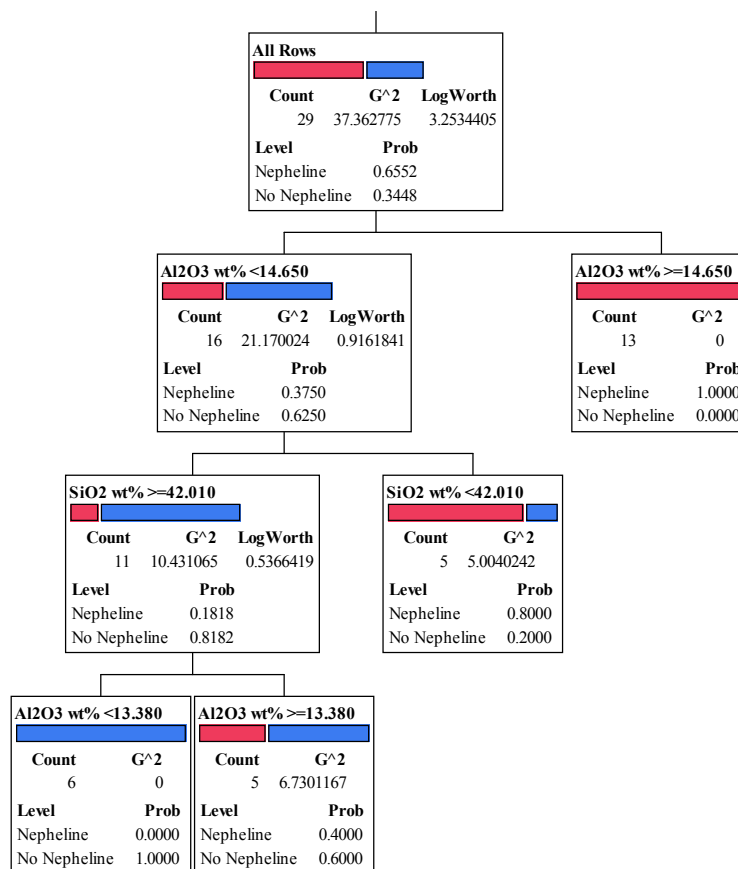 All Rows
Count G^2 LogWorth
29 37.362775 3.2534405
Level Prob
Nepheline 0.6552
No Nepheline 0.3448
Al2O3 wt% <14.650
Count G^2 LogWorth
16 21.170024 0.9161841
Level Prob
Nepheline 0.3750
No Nepheline 0.6250
Al2O3 wt% >=14.650
Count G^2
13 0
Level Prob
Nepheline 1.0000
No Nepheline 0.0000
SiO2 wt% >=42.010
Count G^2 LogWorth
11 10.431065 0.5366419
Level Prob
Nepheline 0.1818
No Nepheline 0.8182
SiO2 wt% <42.010
Count G^2
5 5.0040242
Level Prob
Nepheline 0.8000
No Nepheline 0.2000
Al2O3 wt% <13.380
Count G^2
6 0
Level Prob
Nepheline 0.0000
No Nepheline 1.0000
Al2O3 wt% >=13.380
Count G^2
5 6.7301167
Level Prob
Nepheline 0.4000
No Nepheline 0.6000